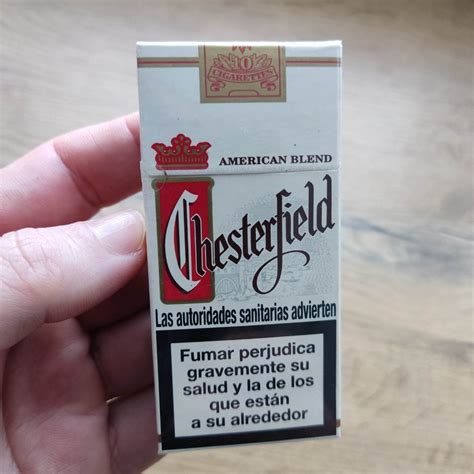 10
CIGARETTES
AMERICAN BLEND
Chesterfield
Las autoridades sanitarias advierten
Fumar perjudica
gravemente su
salud y la de los
que están
a su alrededor